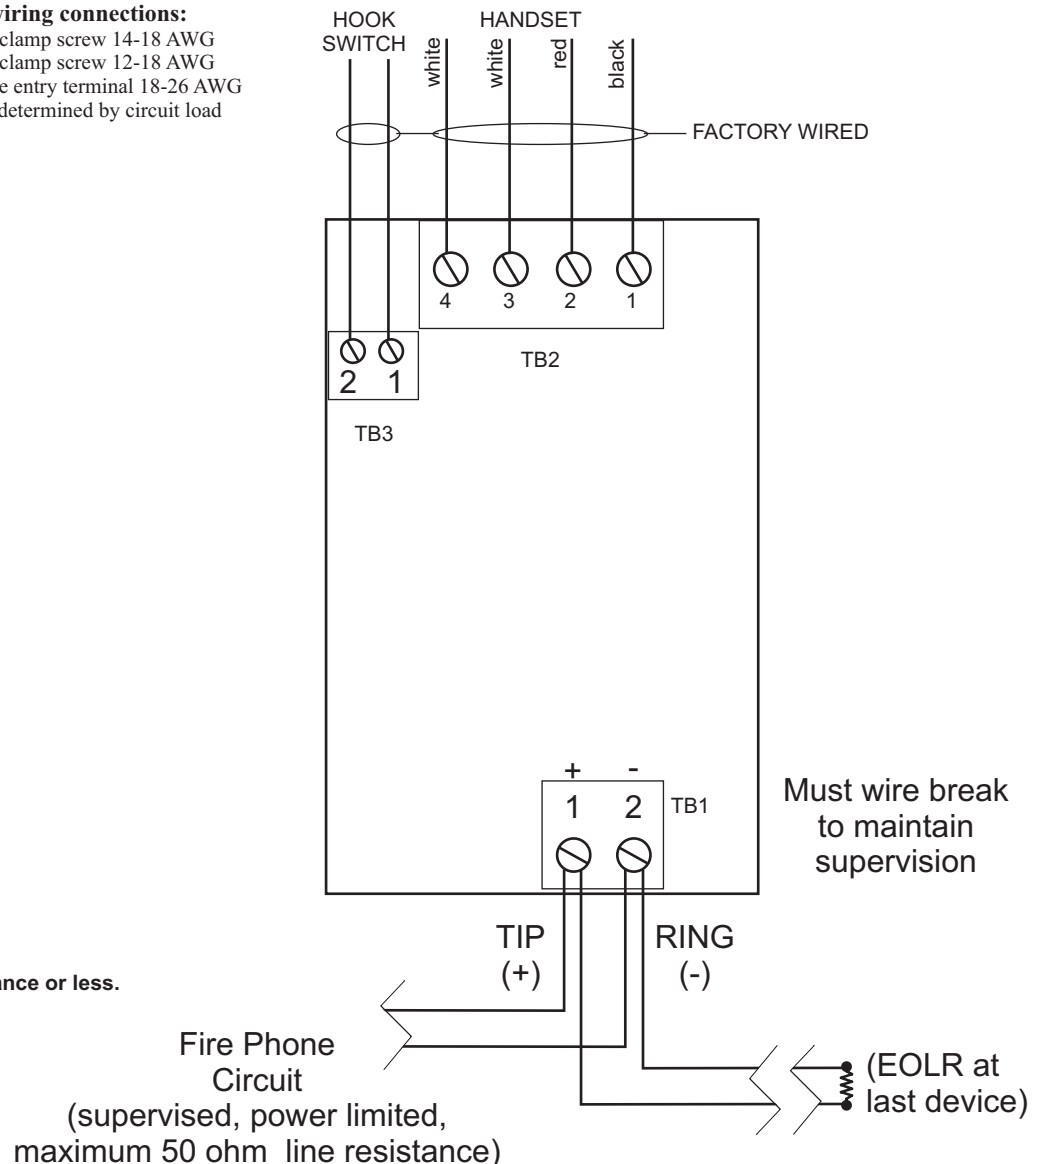 wiring connections:
clamp screw 14-18 AWG
clamp screw 12-18 AWG
e entry terminal 18-26 AWG
determined by circuit load
HOOK
SWITCH
HANDSET
white
white
red
black
FACTORY WIRED
4 3 2 1
TB2
2 1
TB3
+ -
1 2
TB1
Must wire break
to maintain
supervision
TIP
(+)
RING
(-)
ance or less.
Fire Phone
Circuit
(supervised, power limited,
maximum 50 ohm line resistance)
(EOLR at
last device)